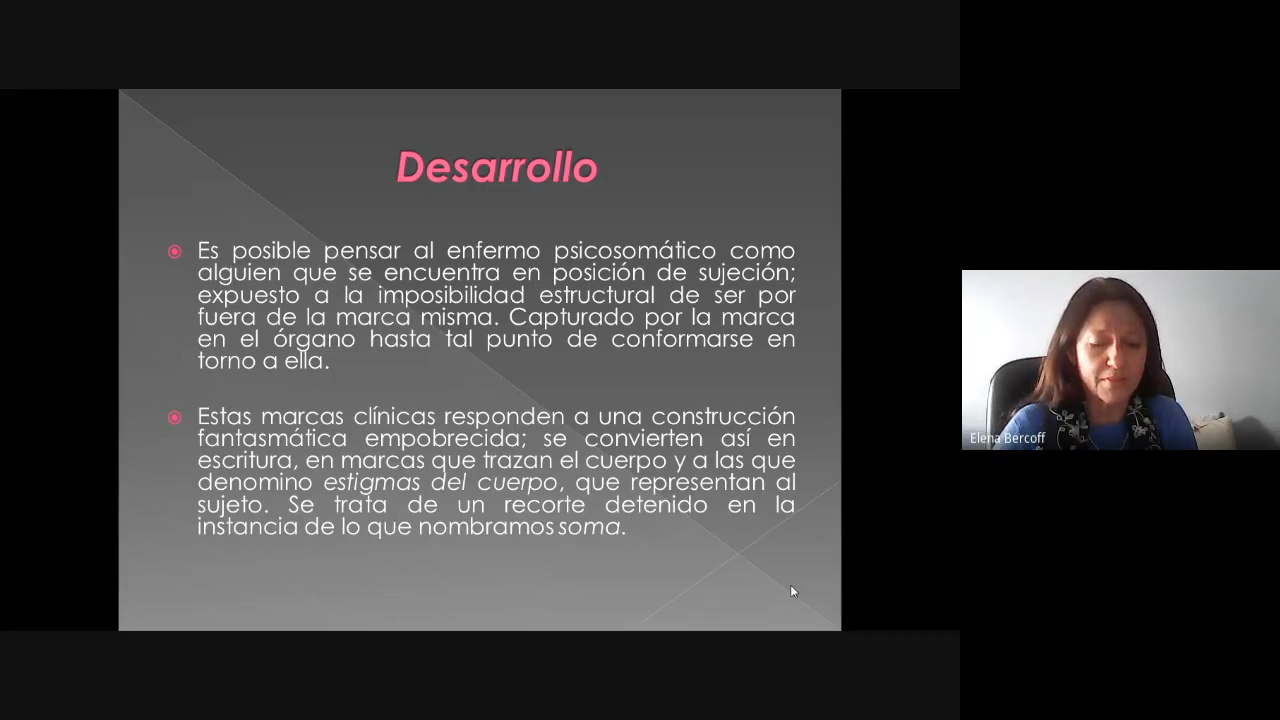 Desarrollo
Es posible pensar al enfermo psicosomático como
alguien que se encuentra en posición de sujeción;
expuesto a la imposibilidad estructural de ser por
fuera de la marca misma. Capturado por la marca
en el órgano hasta tal punto de conformarse en
torno a ella.
Estas marcas clínicas responden a una construcción
fantasmática empobrecida; se convierten así en
escritura, en marcas que trazan el cuerpo y a las que
denomino estigmas del cuerpo, que representan al
sujeto. Se trata de un recorte detenido en la
instancia de lo que nombramos soma.
Elena Bercoff